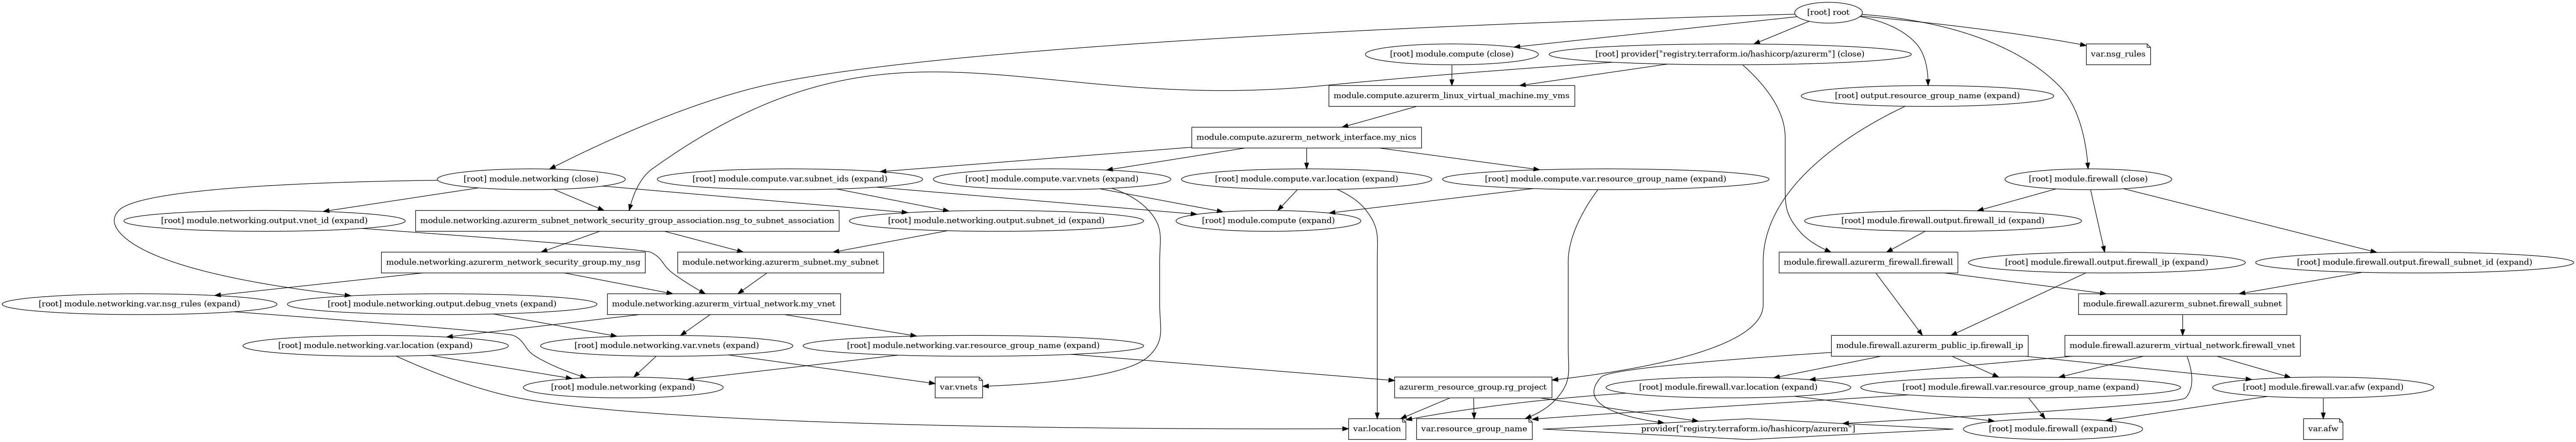 [root] root
[root] module.compute (close)
[root] provider["registry.terraform.io/hashicorp/azurerm"] (close)
var.nsg_rules
module.compute.azurerm_linux_virtual_machine.my_vms
[root] output.resource_group_name (expand)
module.compute.azurerm_network_interface.my_nics
[root] module.networking (close)
[root] module.compute.var.subnet_ids (expand)
[root] module.compute.var.vnets (expand)
[root] module.compute.var.location (expand)
[root] module.compute.var.resource_group_name (expand)
[root] module.firewall (close)
[root] module.networking.output.vnet_id (expand)
module.networking.azurerm_subnet_network_security_group_association.nsg_to_subnet_association
[root] module.networking.output.subnet_id (expand)
[root] module.compute (expand)
[root] module.firewall.output.firewall_id (expand)
module.networking.azurerm_network_security_group.my_nsg
module.networking.azurerm_subnet.my_subnet
module.firewall.azurerm_firewall.firewall
[root] module.firewall.output.firewall_ip (expand)
[root] module.firewall.output.firewall_subnet_id (expand)
[root] module.networking.var.nsg_rules (expand)
[root] module.networking.output.debug_vnets (expand)
module.networking.azurerm_virtual_network.my_vnet
module.firewall.azurerm_subnet.firewall_subnet
[root] module.networking.var.location (expand)
[root] module.networking.var.vnets (expand)
[root] module.networking.var.resource_group_name (expand)
module.firewall.azurerm_public_ip.firewall_ip
module.firewall.azurerm_virtual_network.firewall_vnet
[root] module.networking (expand)
var.vnets
azurerm_resource_group.rg_project
[root] module.firewall.var.location (expand)
[root] module.firewall.var.resource_group_name (expand)
[root] module.firewall.var.afw (expand)
var.location
var.resource_group_name
provider["registry.terraform.io/hashicorp/azurerm"]
[root] module.firewall (expand)
var.afw